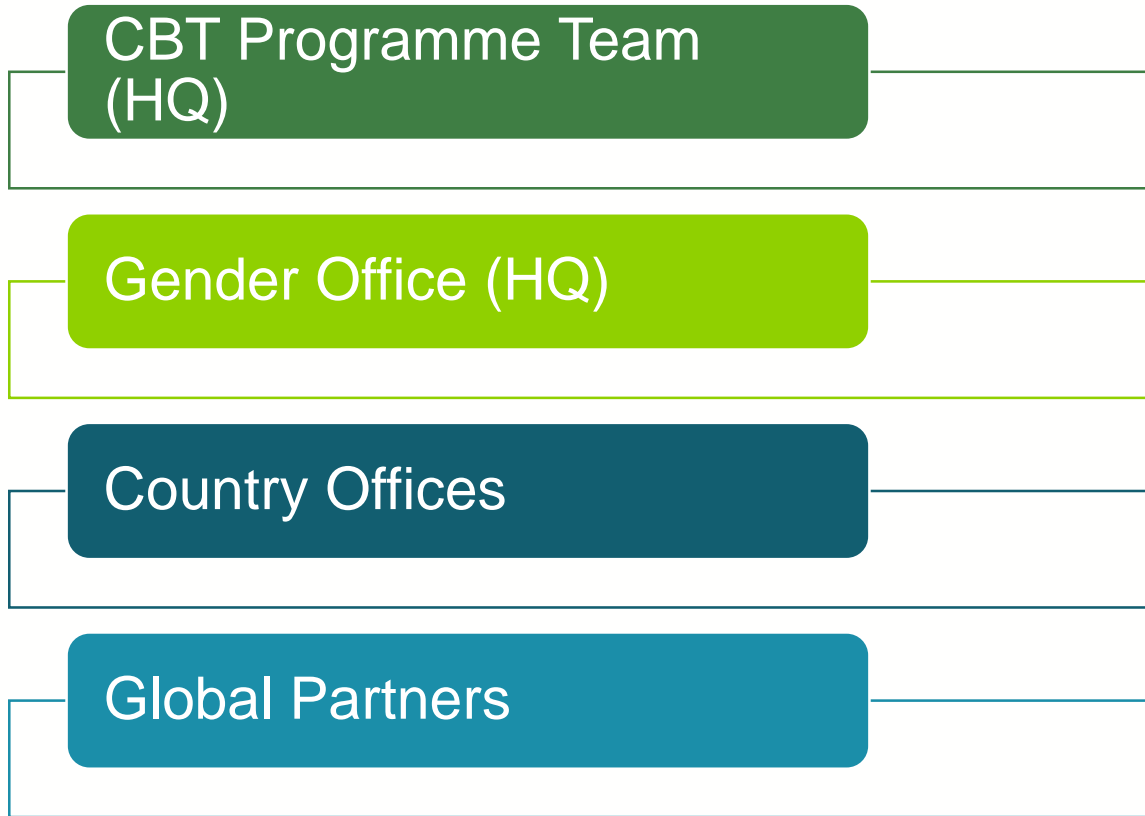 CBT Programme Team
(HQ)
Gender Office (HQ)
Country Offices
Global Partners